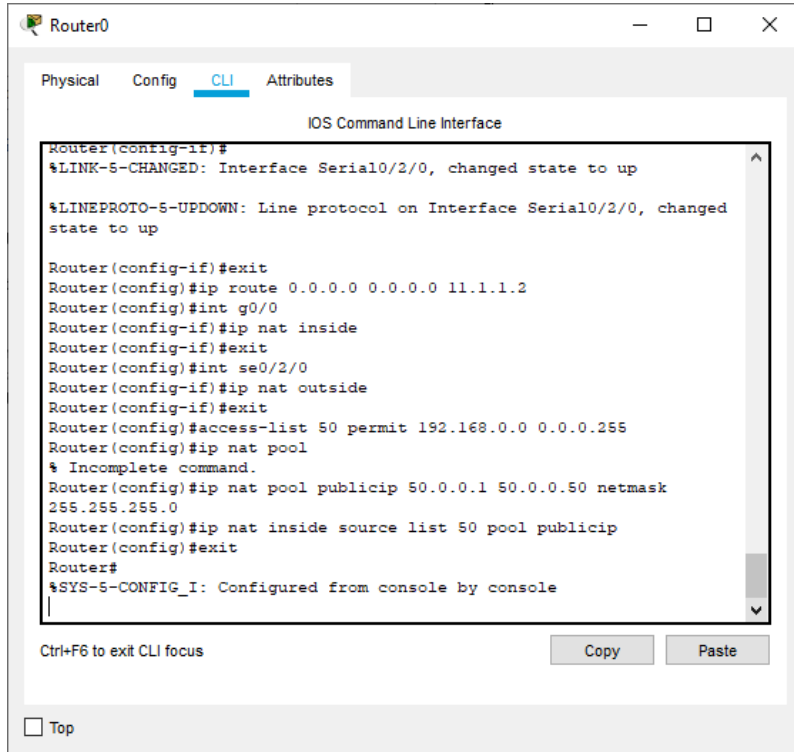 Router0
Physical Config CLI Attributes
IOS Command Line Interface
Router(config-if)#
%LINK-5-CHANGED: Interface Serial0/2/0, changed state to up
%LINEPROTO-5-UPDOWN: Line protocol on Interface Serial0/2/0, changed
state to up
Router(config-if)#exit
Router(config)#ip route 0.0.0.0 0.0.0.0 11.1.1.2
Router(config)#int g0/0
Router(config-if)#ip nat inside
Router(config-if)#exit
Router(config)#int se0/2/0
Router(config-if)#ip nat outside
Router(config-if)#exit
Router(config)#access-list 50 permit 192.168.0.0 0.0.0.255
Router(config)#ip nat pool
% Incomplete command.
Router(config)#ip nat pool publicip 50.0.0.1 50.0.0.50 netmask
255.255.255.0
Router(config)#ip nat inside source list 50 pool publicip
Router(config)#exit
Router#
%SYS-5-CONFIG_I: Configured from console by console
Ctrl+F6 to exit CLI focus
Copy Paste
Top